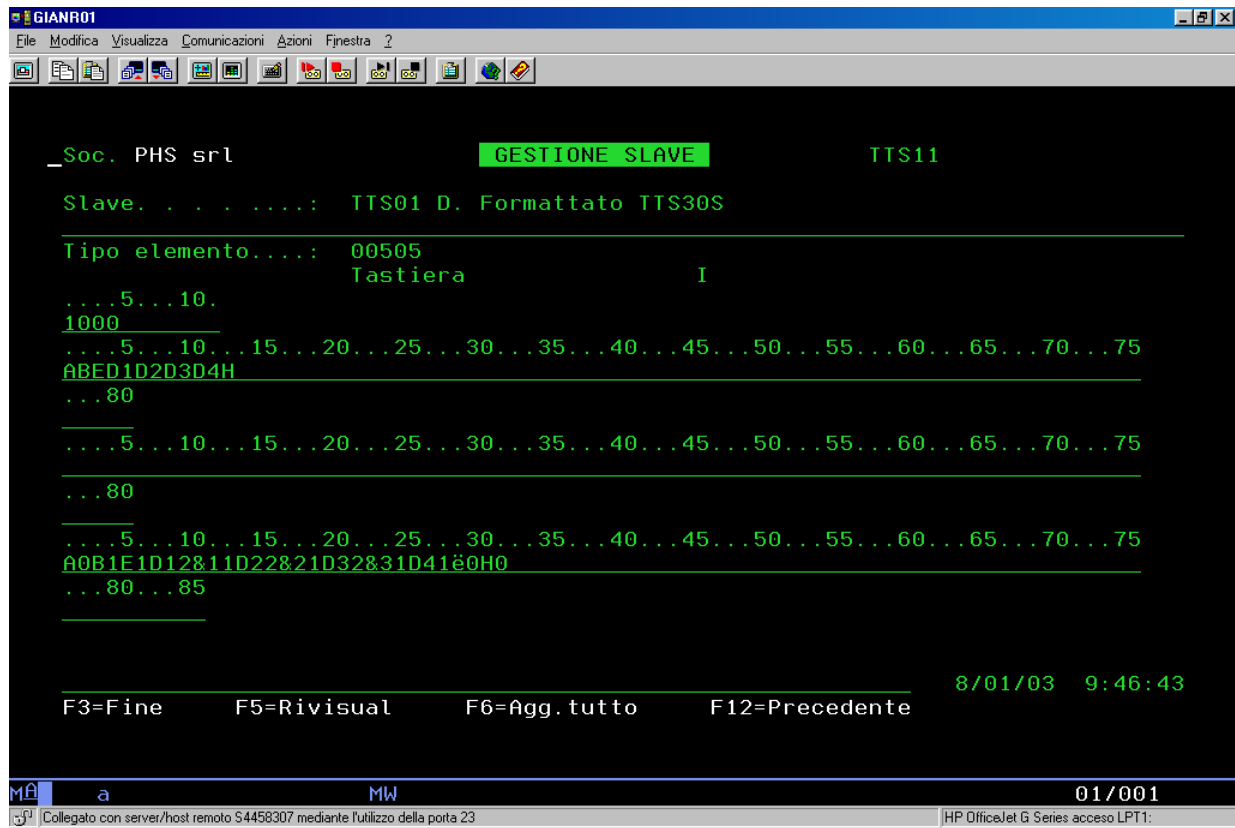 GIANR01
File Modifica Visualizza Comunicazioni Azioni Finestra ?
_Soc. PHS srl GESTIONE SLAVE TTS11
Slave. . . . ....: TTS01 D. Formattato TTS30S
Tipo elemento....: 00505
Tastiera I
....5...10.
1000
....5...10...15...20...25...30...35...40...45...50...55...60...65...70...75
ABED1D2D3D4H
...80
....5...10...15...20...25...30...35...40...45...50...55...60...65...70...75
...80
....5...10...15...20...25...30...35...40...45...50...55...60...65...70...75
A0B1E1D12&11D22&21D32&31D41ë0H0
...80...85
8/01/03 9:46:43
F3=Fine F5=Rivisual F6=Agg.tutto F12=Precedente
MA a MW 01/001
Collegato con server/host remoto S4458307 mediante l'utilizzo della porta 23 HP OfficeJet G Series acceso LPT1: